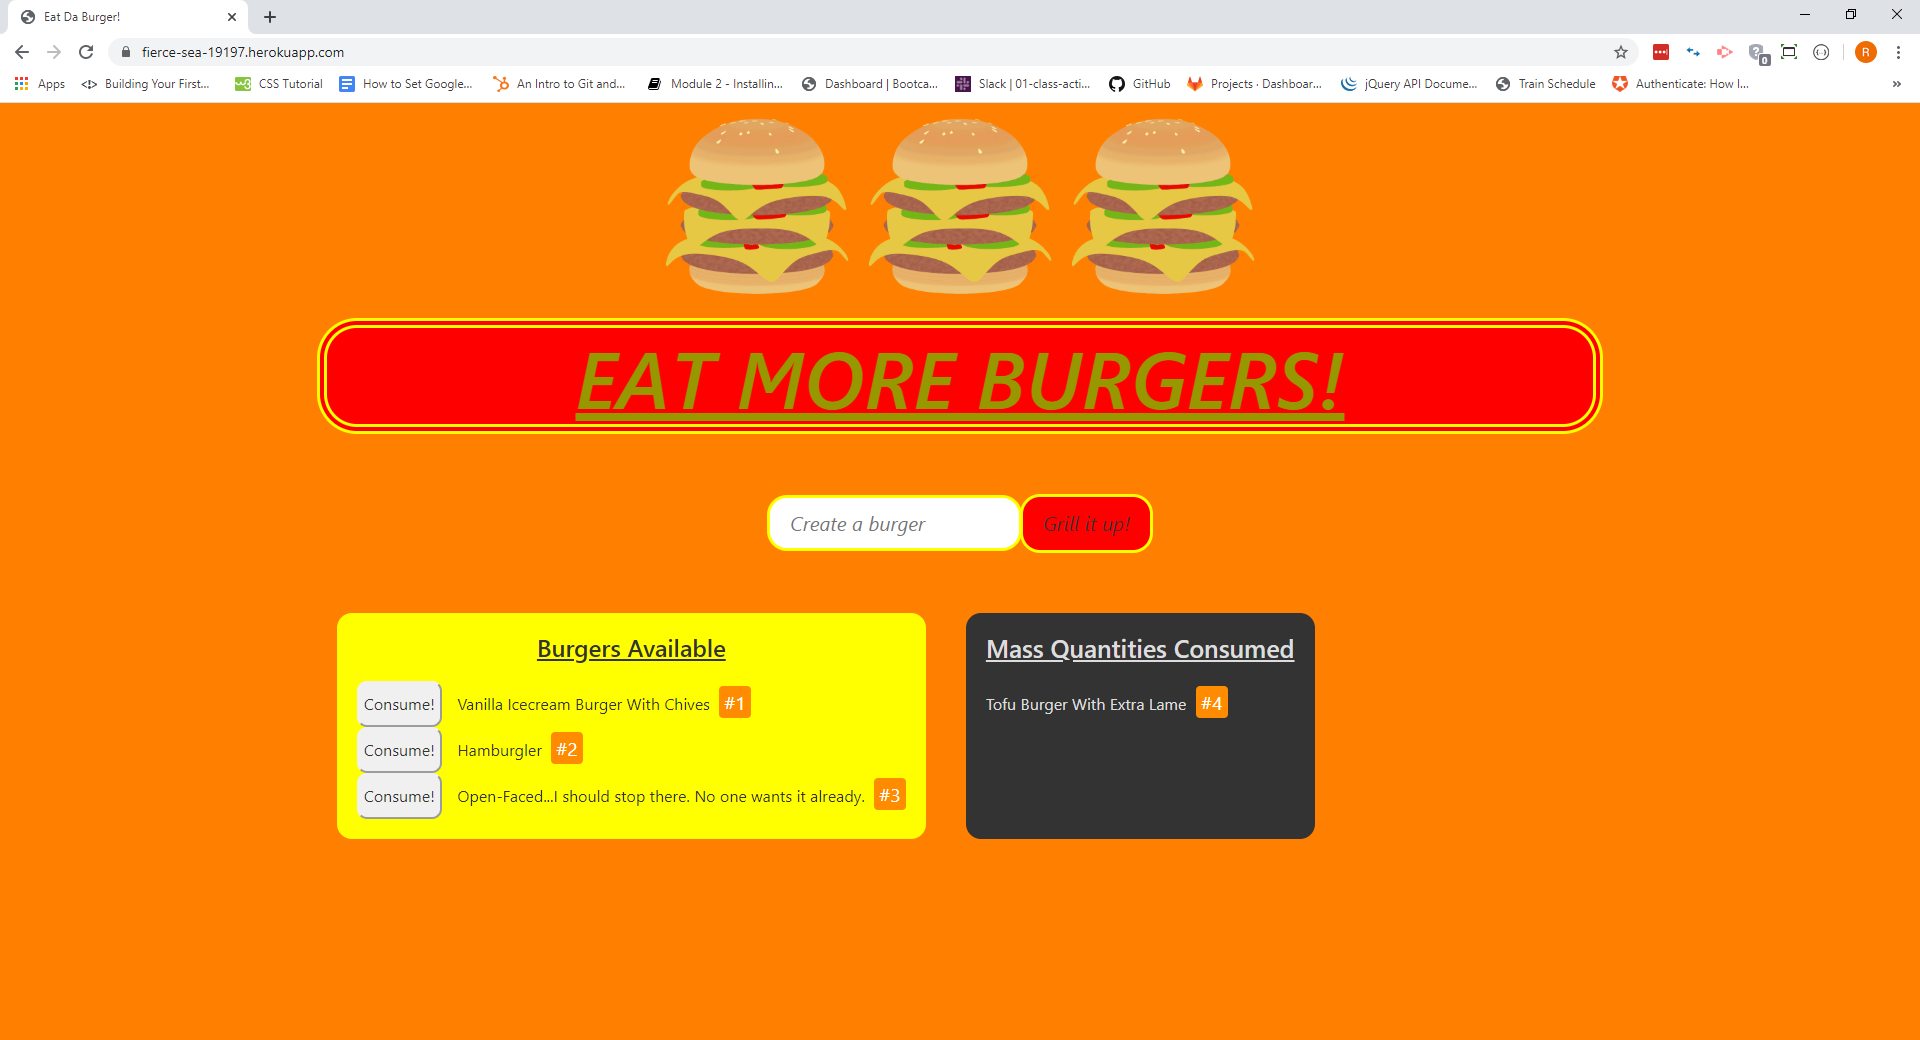 Eat Da Burger!
fierce-sea-19197.herokuapp.com
0
R
Apps
Building Your First...
CSS Tutorial
How to Set Google...
An Intro to Git and...
Module 2 - Installin...
Dashboard | Bootca...
Slack | 01-class-acti...
GitHub
Projects · Dashboar...
jQuery API Docume...
Train Schedule
Authenticate: How I...
»
EAT MORE BURGERS!
Create a burger
Grill it up!
Burgers Available
Consume! Vanilla Icecream Burger With Chives #1
Consume! Hamburgler #2
Consume! Open-Faced...I should stop there. No one wants it already. #3
Mass Quantities Consumed
Tofu Burger With Extra Lame #4